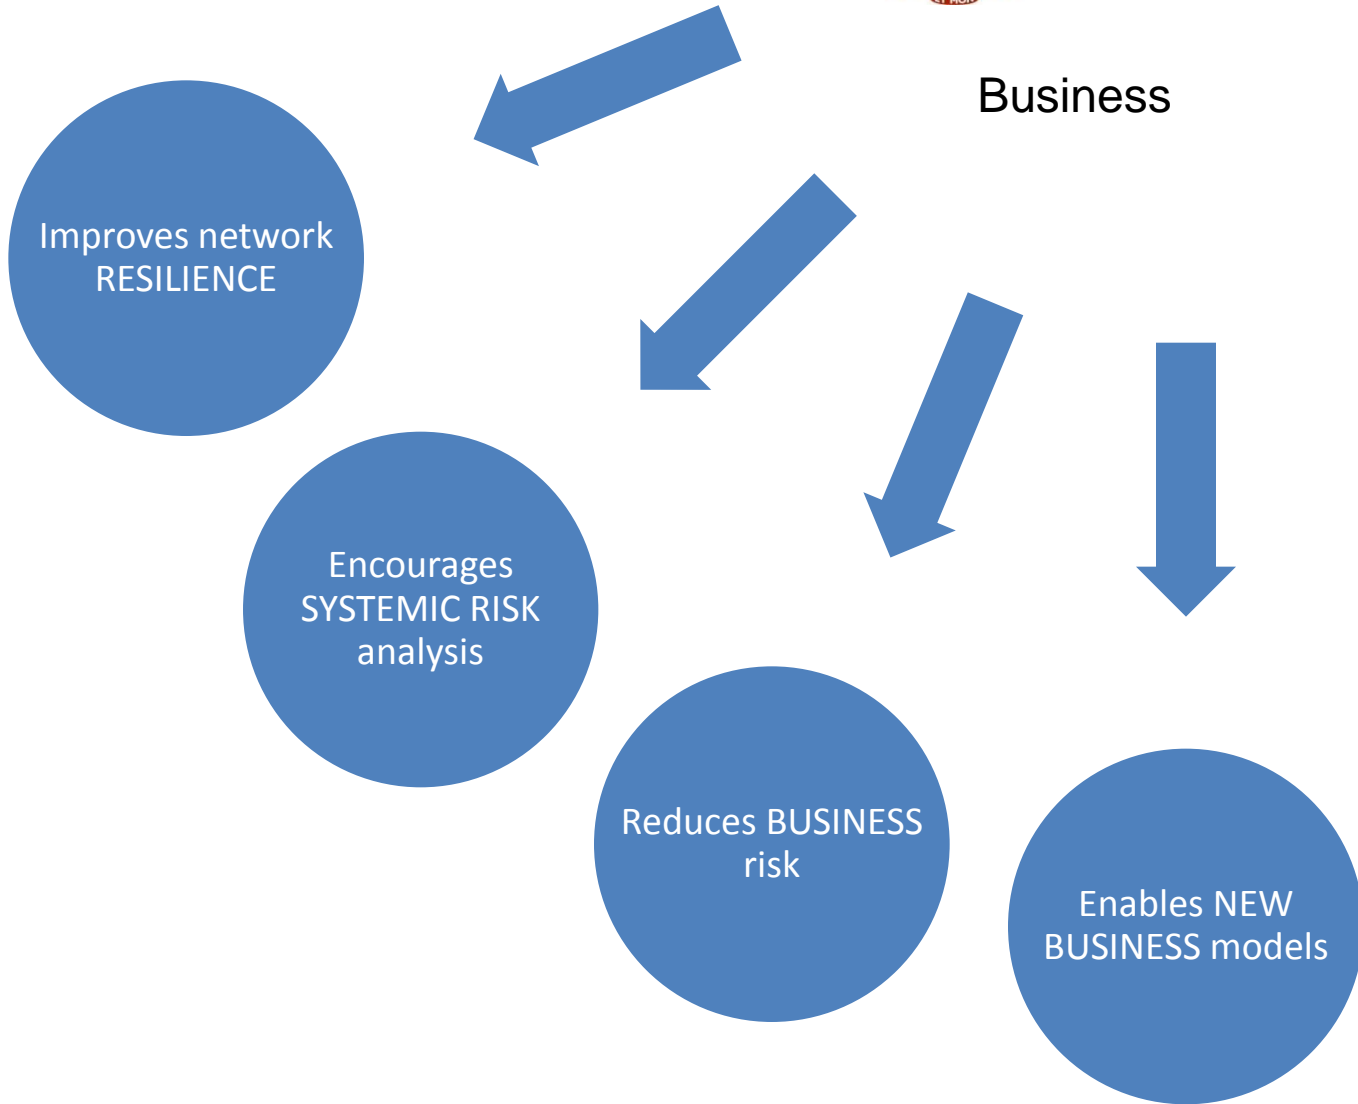 Business
Improves network
RESILIENCE
Encourages
SYSTEMIC RISK
analysis
Reduces BUSINESS
risk
Enables NEW
BUSINESS models